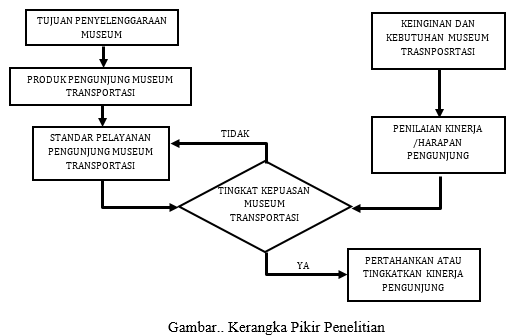 TUJUAN PENYELENGGARAAN
MUSEUM
PRODUK PENGUNJUNG MUSEUM
TRANSPORTASI
STANDAR PELAYANAN
PENGUNJUNG MUSEUM
TRANSPORTASI
TIDAK
KEINGINAN DAN
KEBUTUHAN MUSEUM
TRASNPOSRTASI
PENILAIAN KINERJA
/HARAPAN
PENGUNJUNG
TINGKAT KEPUASAN
MUSEUM
TRANSPORTASI
YA
PERTAHANKAN ATAU
TINGKATKAN KINERJA
PENGUNJUNG
Gambar.. Kerangka Pikir Penelitian